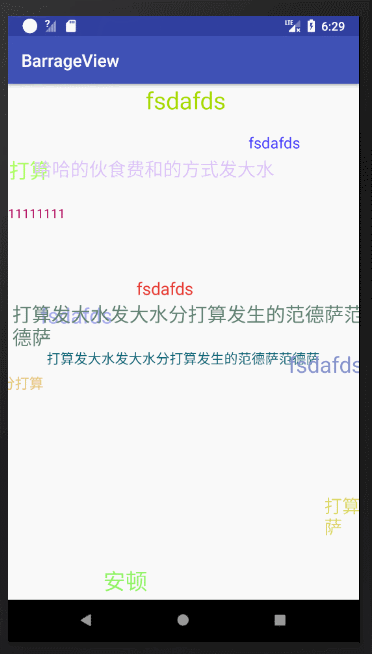 LTE
6:29
BarrageView
fsdafds
fsdafds
打算
哈哈的伙食费和的方式发大水
11111111
fsdafds
fsdafds
打算发大水发大水分打算发生的范德萨范
德萨
打算发大水发大水分打算发生的范德萨范德萨
fsdafds
分打算
打算
萨
安顿